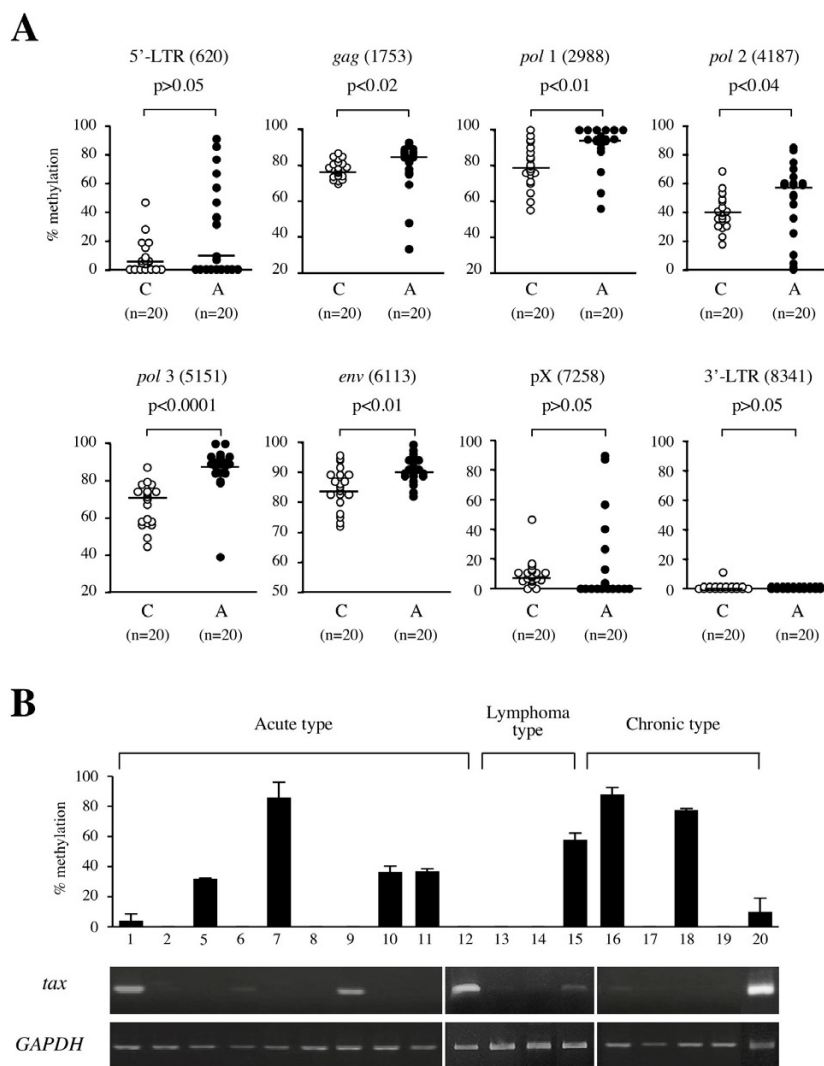 A
5'-LTR (620) gag (1753) pol 1 (2988) pol 2 (4187)
p>0.05 p<0.02 p<0.01 p<0.04
% methylation
100 100 100 100
80 80 80 80
60 60 60 60
40 40 40 40
20 20
0 20 20 0
C A C A C A C A
(n=20) (n=20) (n=20) (n=20) (n=20) (n=20) (n=20) (n=20)
pol 3 (5151) env (6113) pX (7258) 3'-LTR (8341)
p<0.0001 p<0.01 p>0.05 p>0.05
100 100 100 100
90
80 80 80 80
60 70 60 60
40 60 40 40
20 20
20 50 0 0
C A C A C A C A
(n=20) (n=20) (n=20) (n=20) (n=20) (n=20) (n=20) (n=20)
B
Acute type Lymphoma type Chronic type
% methylation
100
80
60
40
20
0
1 2 5 6 7 8 9 10 11 12 13 14 15 16 17 18 19 20
tax
GAPDH